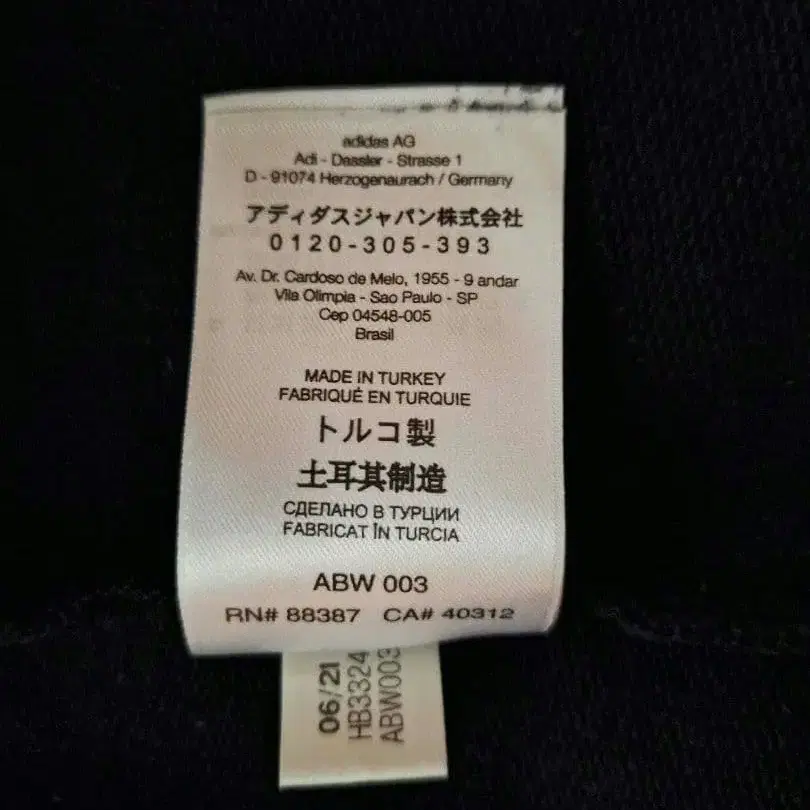 adidas AG
Adi - Dassler - Strasse 1
D - 91074 Herzogenaurach / Germany
アディダスジャパン株式会社
0120-305-393
Av. Dr. Cardoso de Melo, 1955 - 9 andar
Vila Olimpia - Sao Paulo - SP
Cep 04548-005
Brasil
MADE IN TURKEY
FABRIQUÉ EN TURQUIE
トルコ製
土耳其制造
СДЕЛАНО В ТУРЦИИ
FABRICAT ÎN TURCIA
ABW 003
RN# 88387 CA# 40312
06/21
HB3324
ABW003